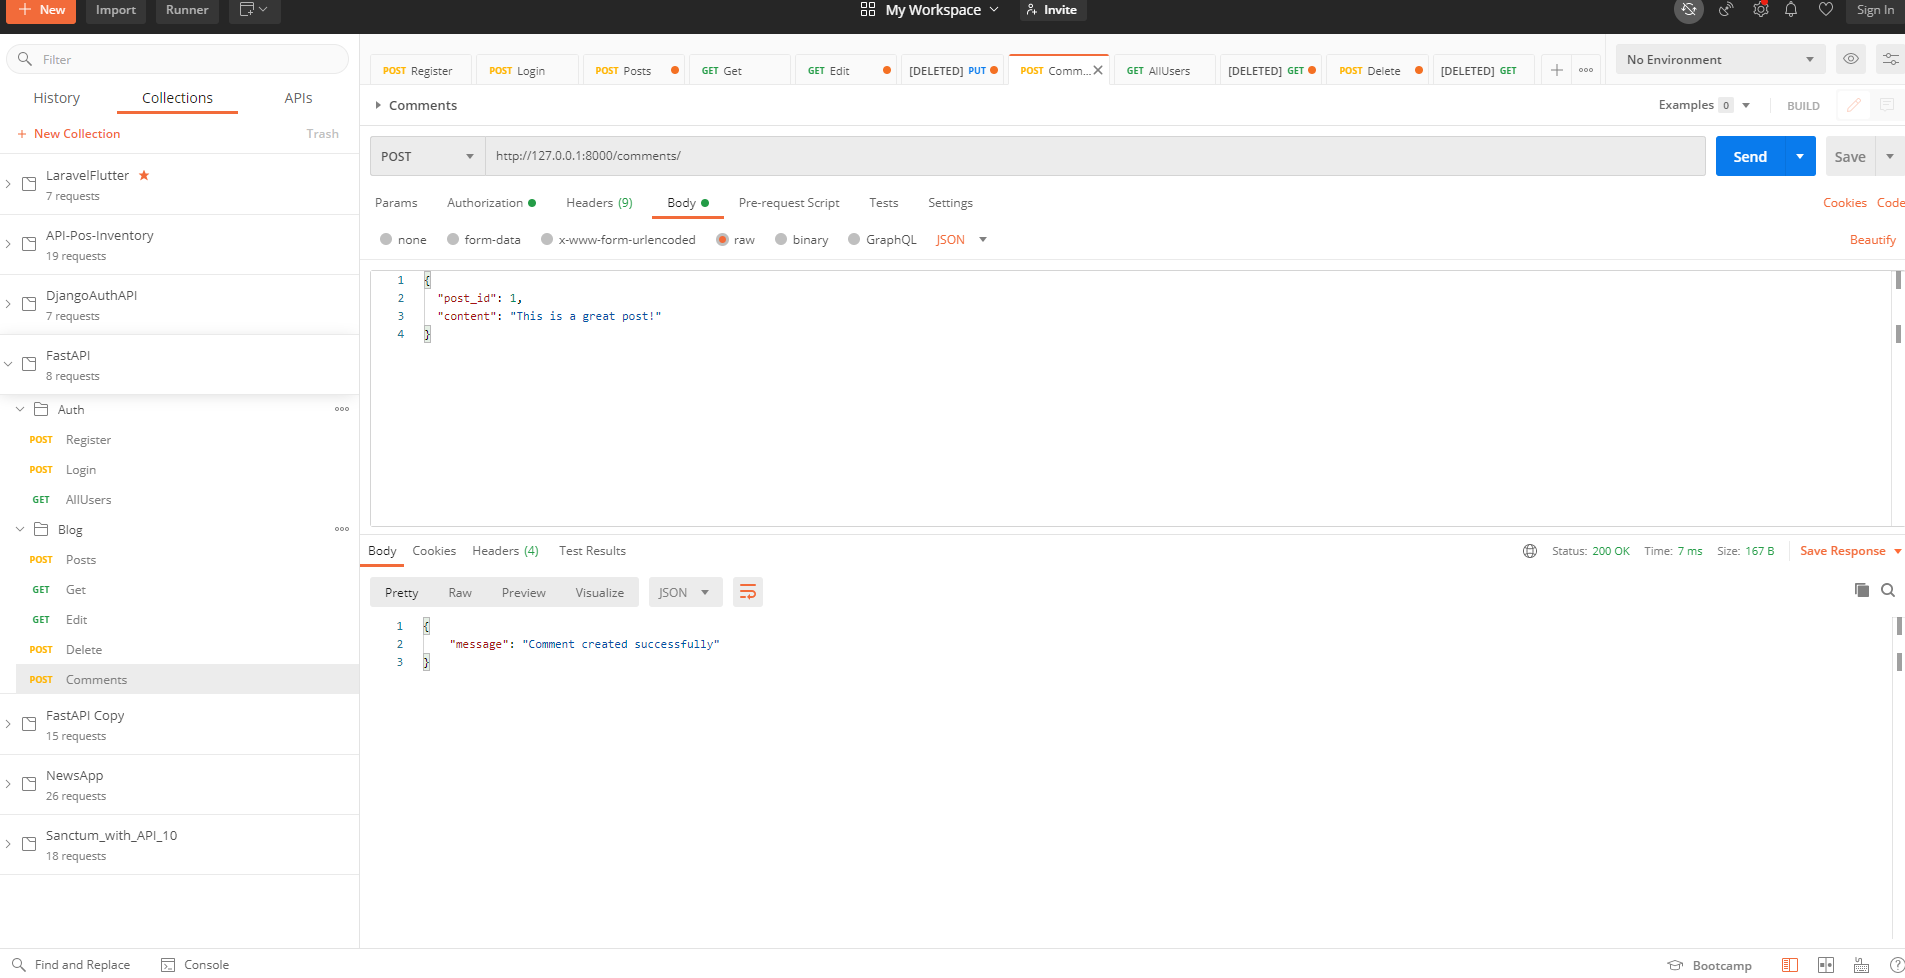 New Import Runner My Workspace Invite Sign In
Filter
History Collections APIs
New Collection Trash
LaravelFlutter
7 requests
API-Pos-Inventory
19 requests
DjangoAuthAPI
7 requests
FastAPI
8 requests
Auth
POST Register
POST Login
GET AllUsers
Blog
POST Posts
GET Get
GET Edit
POST Delete
POST Comments
FastAPI Copy
15 requests
NewsApp
26 requests
Sanctum_with_API_10
18 requests
POST Register POST Login POST Posts GET Get GET Edit [DELETED] PUT POST Comm... GET AllUsers [DELETED] GET POST Delete [DELETED] GET No Environment
Comments Examples 0 BUILD
POST http://127.0.0.1:8000/comments/ Send Save
Params Authorization Headers (9) Body Pre-request Script Tests Settings Cookies Code
none form-data x-www-form-urlencoded raw binary GraphQL JSON Beautify
1 {
2 "post_id": 1,
3 "content": "This is a great post!"
4 }
Body Cookies Headers (4) Test Results Status: 200 OK Time: 7 ms Size: 167 B Save Response
Pretty Raw Preview Visualize JSON
1 {
2 "message": "Comment created successfully"
3 }
Find and Replace Console Bootcamp